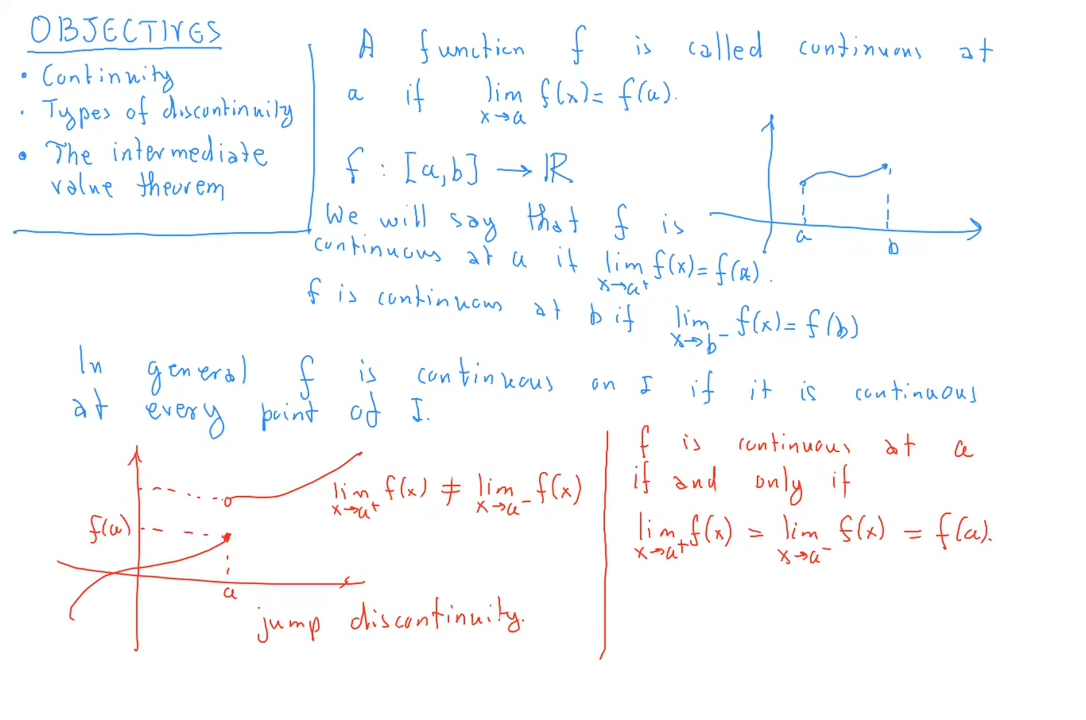 OBJECTIVES
• Continuity
• Types of discontinuity
• The intermediate
value theorem
A function f is called continuous at
a if lim x→a f(x) = f(a).
f : [a,b] → ℝ
We will say that f is
continuous at a if lim x→a⁺ f(x) = f(a).
f is continuous at b if lim x→b⁻ f(x) = f(b)
a
b
In general f is continuous on I if it is continuous
at every point of I.
f(a)
a
lim x→a⁺ f(x) ≠ lim x→a⁻ f(x)
jump discontinuity.
f is continuous at a
if and only if
lim x→a⁺ f(x) = lim x→a⁻ f(x) = f(a).